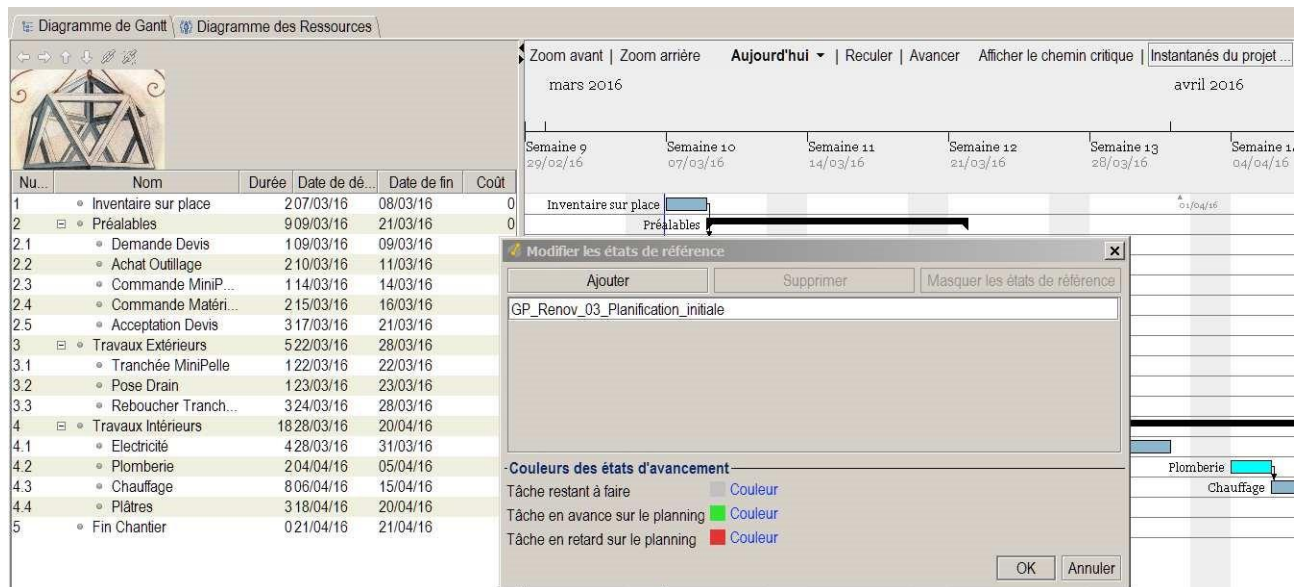 Diagramme de Gantt Diagramme des Ressources
Zoom avant | Zoom arrière Aujourd'hui | Reculer | Avancer Afficher le chemin critique | Instantanés du projet ...
mars 2016 avril 2016
Semaine 9 Semaine 10 Semaine 11 Semaine 12 Semaine 13
29/02/16 07/03/16 14/03/16 21/03/16 28/03/16 04/04/16
Nu... Nom Durée Date de dé... Date de fin Coût
1 Inventaire sur place 2 07/03/16 08/03/16 0
2 Préalables 9 09/03/16 21/03/16 0
2.1 Demande Devis 1 09/03/16 09/03/16
2.2 Achat Outillage 2 10/03/16 11/03/16
2.3 Commande MiniP... 1 14/03/16 14/03/16
2.4 Commande Matéri... 2 15/03/16 16/03/16
2.5 Acceptation Devis 3 17/03/16 21/03/16
3 Travaux Extérieurs 5 22/03/16 28/03/16
3.1 Tranchée MiniPelle 1 22/03/16 22/03/16
3.2 Pose Drain 1 23/03/16 23/03/16
3.3 Reboucher Tranch... 3 24/03/16 28/03/16
4 Travaux Intérieurs 18 28/03/16 20/04/16
4.1 Electricité 4 28/03/16 31/03/16
4.2 Plomberie 2 04/04/16 05/04/16
4.3 Chauffage 8 06/04/16 15/04/16
4.4 Plâtres 3 18/04/16 20/04/16
5 Fin Chantier 0 21/04/16 21/04/16
Inventaire sur place 01/04/16
Préalables
Modifier les états de référence
Ajouter Supprimer Masquer les états de référence
GP_Renov_03_Planification_initiale
Couleurs des états d'avancement
Tâche restant à faire Couleur
Tâche en avance sur le planning Couleur
Tâche en retard sur le planning Couleur
OK Annuler
Plomberie
Chauffage